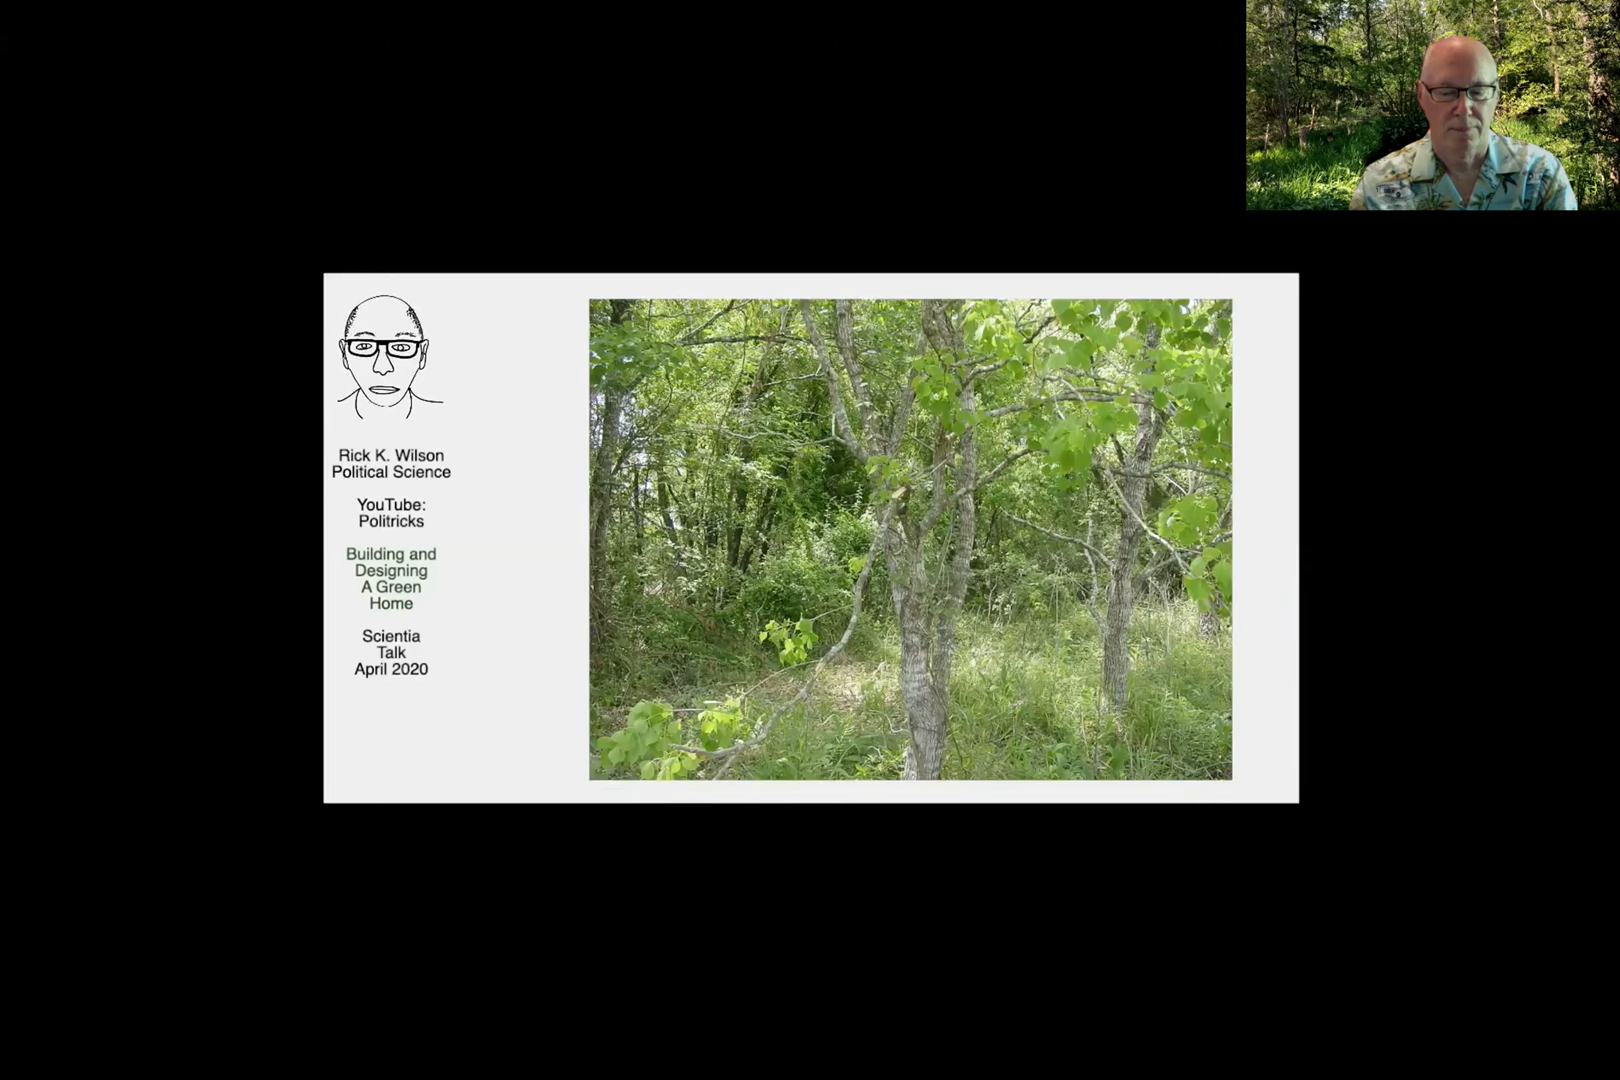 Rick K. Wilson
Political Science
YouTube:
Politricks
Building and
Designing
A Green
Home
Scientia
Talk
April 2020